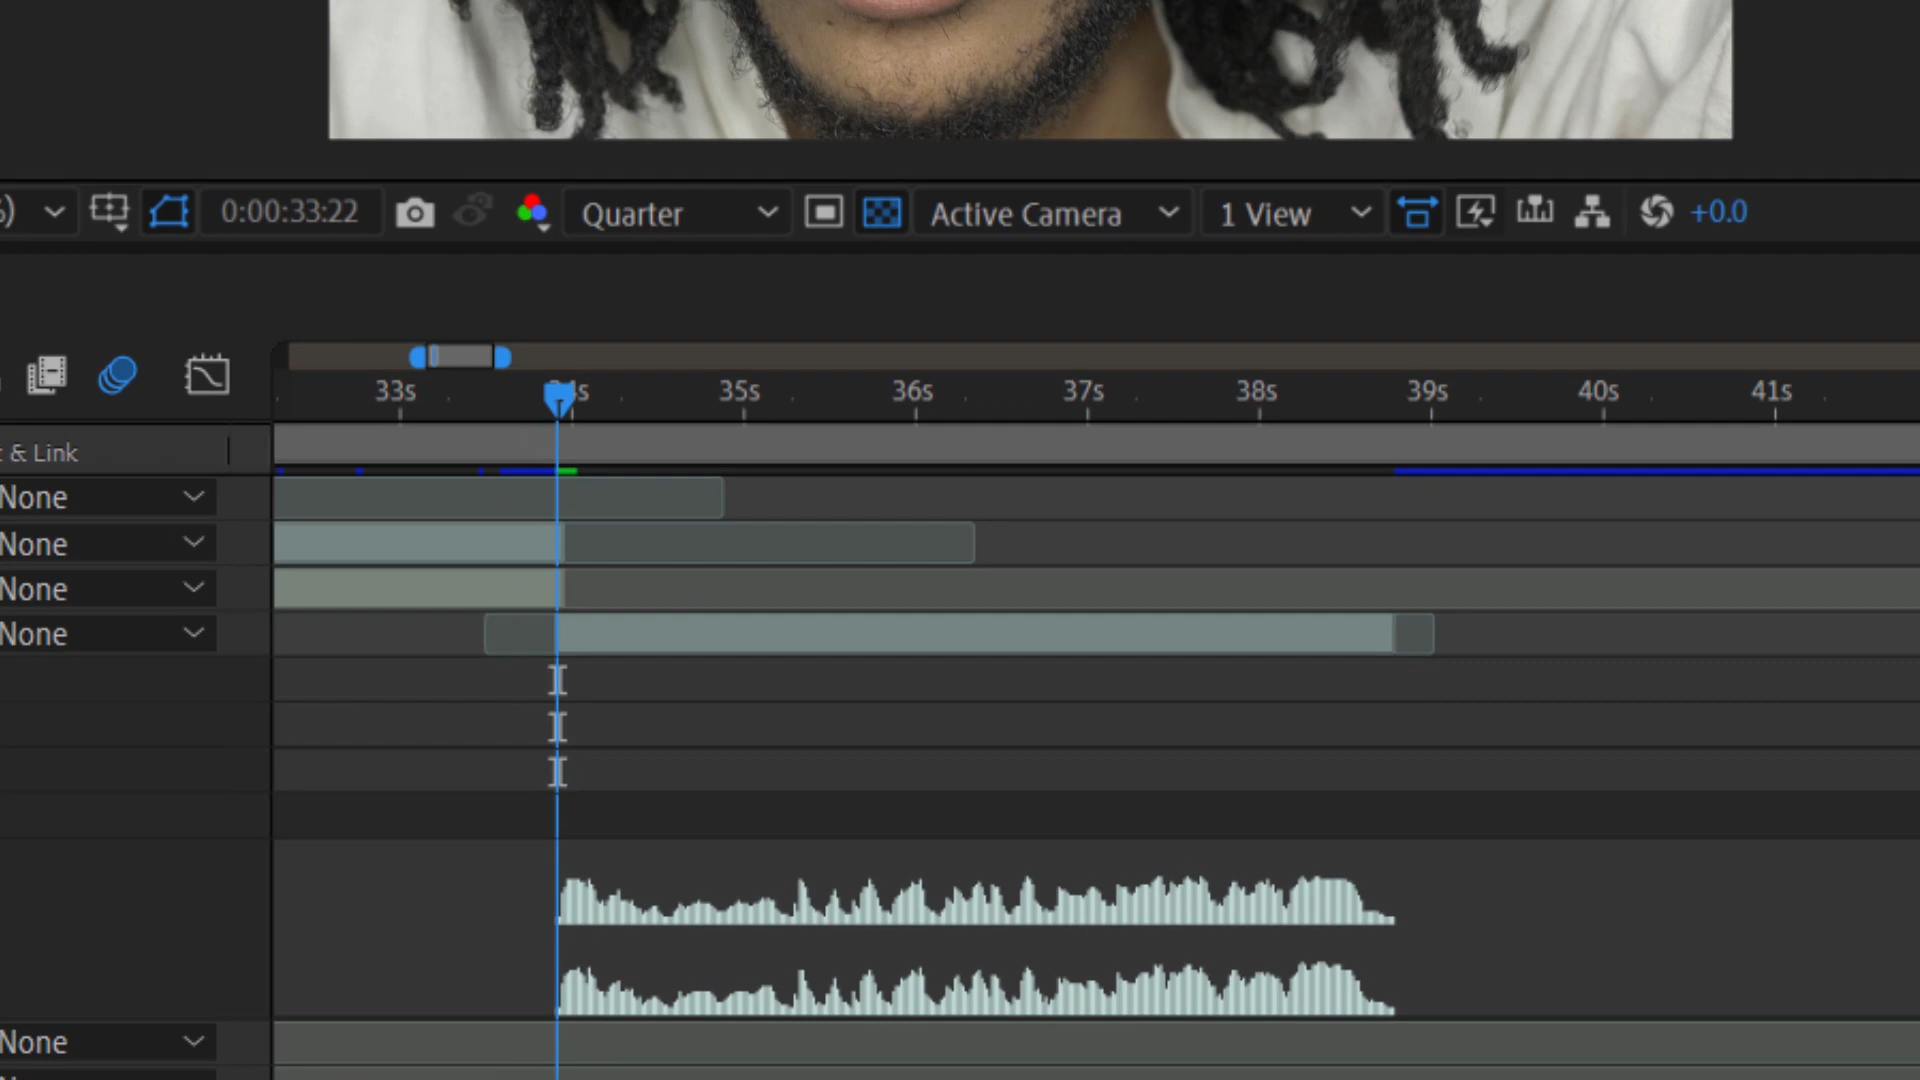 %) 0:00:33:22 Quarter Active Camera 1 View +0.0
33s 35s 36s 37s 38s 39s 40s 41s
& Link
None
None
None
None
None